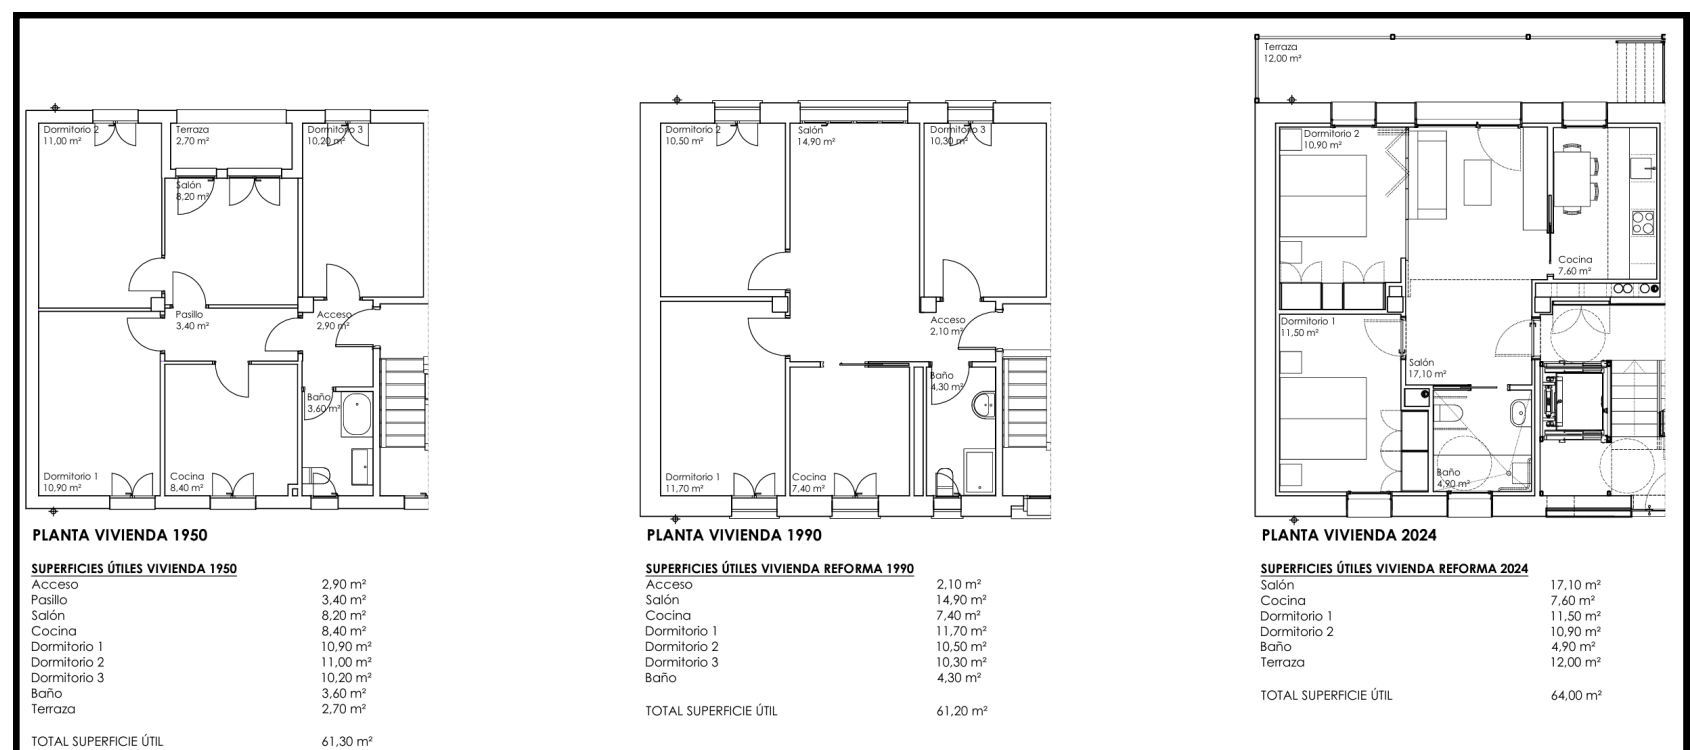 Dormitorio 2
11,00 m²
Terraza
2,70 m²
Dormitorio 3
10,20 m²
Salón
8,20 m²
Pasillo
3,40 m²
Acceso
2,90 m²
Baño
3,60 m²
Dormitorio 1
10,90 m²
Cocina
8,40 m²
PLANTA VIVIENDA 1950
SUPERFICIES ÚTILES VIVIENDA 1950
Acceso 2,90 m²
Pasillo 3,40 m²
Salón 8,20 m²
Cocina 8,40 m²
Dormitorio 1 10,90 m²
Dormitorio 2 11,00 m²
Dormitorio 3 10,20 m²
Baño 3,60 m²
Terraza 2,70 m²
TOTAL SUPERFICIE ÚTIL 61,30 m²
Dormitorio 2
10,50 m²
Salón
14,90 m²
Dormitorio 3
10,30 m²
Acceso
2,10 m²
Baño
4,30 m²
Dormitorio 1
11,70 m²
Cocina
7,40 m²
PLANTA VIVIENDA 1990
SUPERFICIES ÚTILES VIVIENDA REFORMA 1990
Acceso 2,10 m²
Salón 14,90 m²
Cocina 7,40 m²
Dormitorio 1 11,70 m²
Dormitorio 2 10,50 m²
Dormitorio 3 10,30 m²
Baño 4,30 m²
TOTAL SUPERFICIE ÚTIL 61,20 m²
Terraza
12,00 m²
Dormitorio 2
10,90 m²
Cocina
7,60 m²
Dormitorio 1
11,50 m²
Salón
17,10 m²
Baño
4,90 m²
PLANTA VIVIENDA 2024
SUPERFICIES ÚTILES VIVIENDA REFORMA 2024
Salón 17,10 m²
Cocina 7,60 m²
Dormitorio 1 11,50 m²
Dormitorio 2 10,90 m²
Baño 4,90 m²
Terraza 12,00 m²
TOTAL SUPERFICIE ÚTIL 64,00 m²